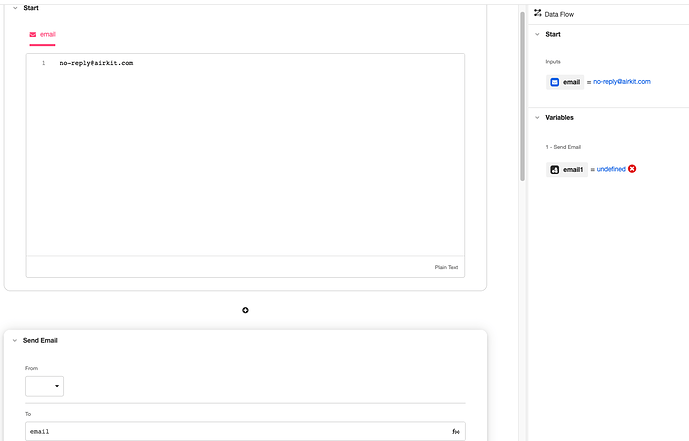 Start
email
1 no-reply@airkit.com
Plain Text
Send Email
From
To
email
f(x)
Data Flow
Start
Inputs
email = no-reply@airkit.com
Variables
1 - Send Email
email1 = undefined